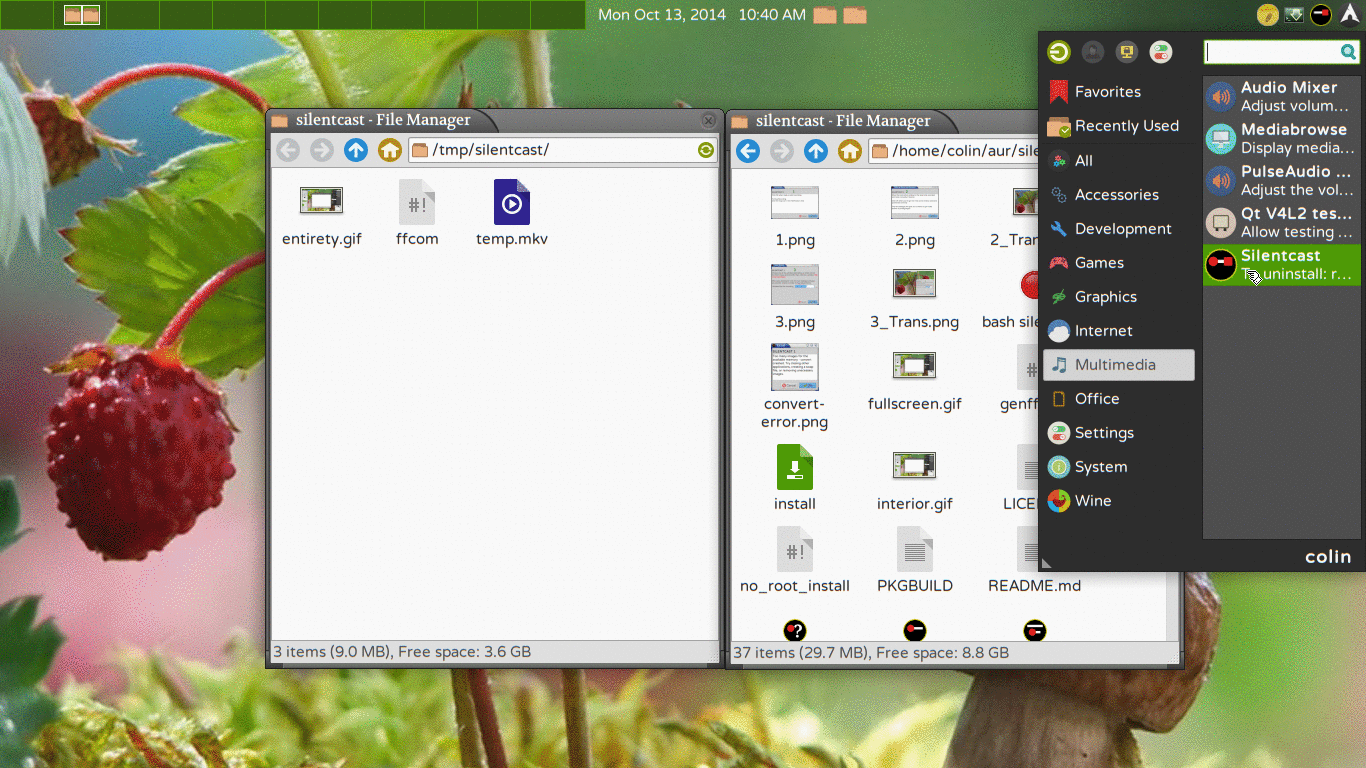 Mon Oct 13, 2014 10:40 AM
silentcast - File Manager
/tmp/silentcast/
entirety.gif
ffcom
temp.mkv
3 items (9.0 MB), Free space: 3.6 GB
silentcast - File Manager
/home/colin/aur/sile
1.png
2.png
2_Tran
3.png
3_Trans.png
bash sile
convert-
error.png
fullscreen.gif
genff
install
interior.gif
LICE
no_root_install
PKGBUILD
README.md
37 items (29.7 MB), Free space: 8.8 GB
Favorites
Recently Used
All
Accessories
Development
Games
Graphics
Internet
Multimedia
Office
Settings
System
Wine
Audio Mixer
Adjust volum...
Mediabrowse
Display media...
PulseAudio ...
Adjust the vol...
Qt V4L2 tes...
Allow testing ...
Silentcast
uninstall: r...
colin